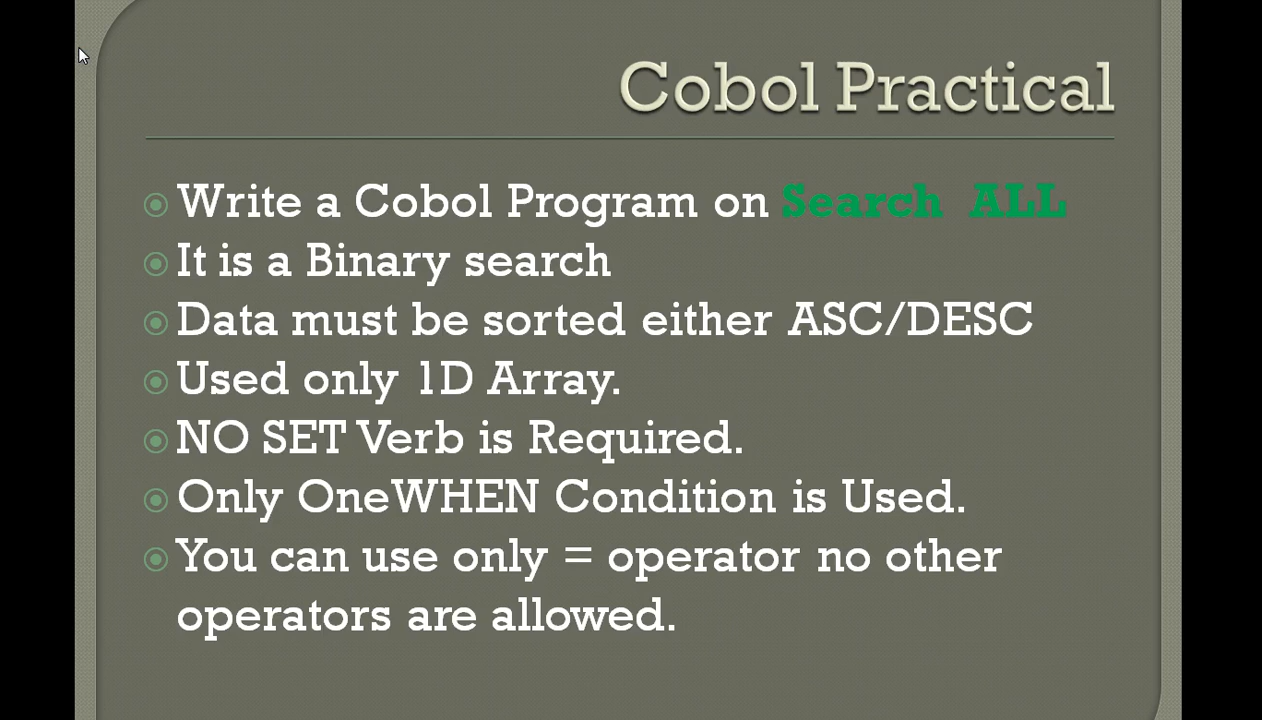 Cobol Practical
Write a Cobol Program on Search ALL
It is a Binary search
Data must be sorted either ASC/DESC
Used only 1D Array.
NO SET Verb is Required.
Only OneWHEN Condition is Used.
You can use only = operator no other
operators are allowed.